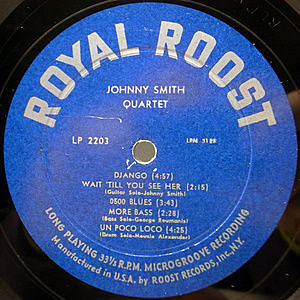 ROYAL ROOST
JOHNNY SMITH
QUARTET
LP 2203
LPM 5188
DJANGO (4:57)
WAIT 'TILL YOU SEE HER (2:15)
(Guitar Solo-Johnny Smith)
0500 BLUES (3:43)
MORE BASS (2:28)
(Bass Solo-George Roumanis)
UN POCO LOCO (4:25)
(Drum Solo-Mousie Alexander)
LONG PLAYING 33⅓ R.P.M. MICROGROOVE RECORDING
Manufactured in U.S.A. by ROOST RECORDS, Inc., N.Y.